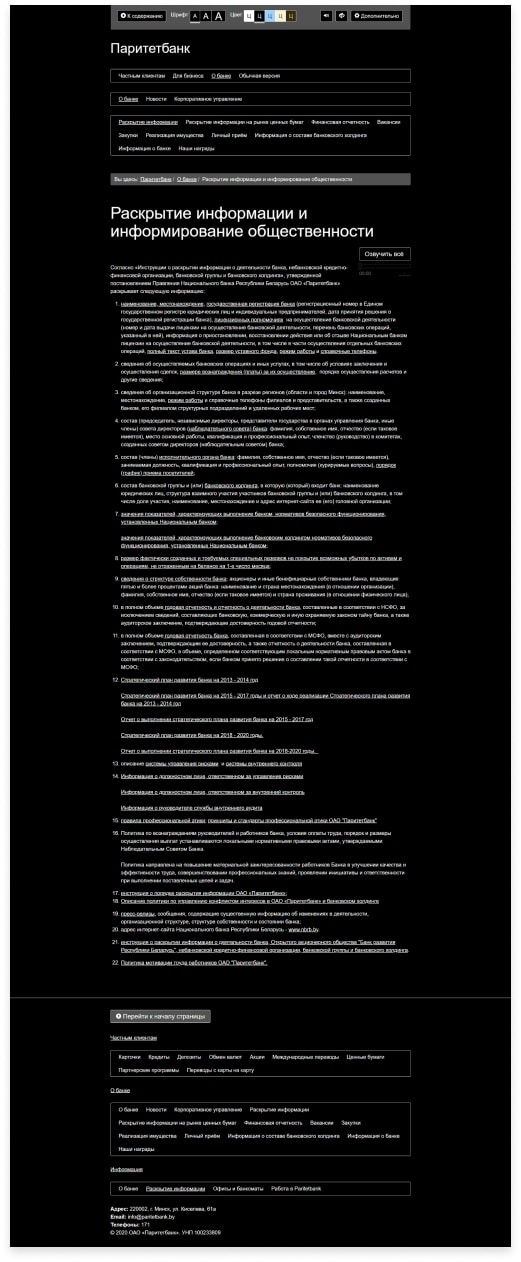 К содержанию Шрифт А А А Цвет Ц Ц Ц Ц Ц Дополнительно
Паритетбанк
Частным клиентам Для бизнеса О банке Обычная версия
О банке Новости Корпоративное управление
Раскрытие информации Раскрытие информации на рынке ценных бумаг Финансовая отчетность Вакансии
Закупки Реализация имущества Личный приём Информация о составе банковского холдинга
Информация о банке Наши награды
Вы здесь: Паритетбанк / О банке / Раскрытие информации и информирование общественности
Раскрытие информации и
информирование общественности
Озвучить всё
00:00
Согласно «Инструкции о раскрытии информации о деятельности банка, небанковской кредитно-
финансовой организации, банковской группы и банковского холдинга», утвержденной
постановлением Правления Национального банка Республики Беларусь ОАО «Паритетбанк»
раскрывает следующую информацию:
1. наименование, местонахождение, государственная регистрация банка (регистрационный номер в Едином
государственном регистре юридических лиц и индивидуальных предпринимателей, дата принятия решения о
государственной регистрации банка), лицензионных полномочиях на осуществление банковской деятельности
(номер и дата выдачи лицензии на осуществление банковской деятельности, перечень банковских операций,
указанный в ней), информация о приостановлении, восстановлении действия или об отзыве Национальным банком
лицензии на осуществление банковской деятельности, в том числе в части осуществления отдельных банковских
операций, полный текст устава банка, размер уставного фонда, режим работы и справочные телефоны.
2. сведения об осуществляемых банковских операциях и иных услугах, в том числе об условиях заключения и
осуществления сделок, размере вознаграждения (платы) за их осуществление, порядке осуществления расчетов и
другие сведения;
3. сведения об организационной структуре банка в разрезе регионов (области и город Минск): наименование,
местонахождение, режим работы и справочные телефоны филиалов и представительств, а также созданных
банком, его филиалом структурных подразделений и удаленных рабочих мест;
4. состав (председатель, независимые директоры, представители государства в органах управления банка, иные
члены) совета директоров (наблюдательного совета) банка: фамилия, собственное имя, отчество (если таковое
имеется), место основной работы, квалификация и профессиональный опыт, членство (руководство) в комитетах,
созданных советом директоров (наблюдательным советом) банка;
5. состав (члены) исполнительного органа банка: фамилия, собственное имя, отчество (если таковое имеется),
занимаемая должность, квалификация и профессиональный опыт, полномочия (курируемые вопросы), порядок
(график) приема посетителей;
6. состав банковской группы и (или) банковского холдинга, в которую (который) входит банк: наименование
юридических лиц, структура взаимного участия участников банковской группы и (или) банковского холдинга, в том
числе доля участия, наименование, местонахождение и адрес интернет-сайта ее (его) головной организации;
7. значения показателей, характеризующих выполнение банком, нормативов безопасного функционирования,
установленных Национальным банком;
значения показателей, характеризующих выполнение банковским холдингом нормативов безопасного
функционирования, установленных Национальным банком;
8. размер фактически созданных и требуемых специальных резервов на покрытие возможных убытков по активам и
операциям, не отраженным на балансе на 1-е число месяца;
9. сведения о структуре собственности банка: акционеры и иные бенефициарные собственники банка, владеющие
пятью и более процентами акций банка: наименование и страна местонахождения (в отношении организации),
фамилия, собственное имя, отчество (если таковое имеется) и страна проживания (в отношении физического лица);
10. в полном объеме годовая отчетность и отчетность о деятельности банка, составленные в соответствии с НСФО, за
исключением сведений, составляющих банковскую, коммерческую и иную охраняемую законом тайну банка, а также
аудиторское заключение, подтверждающее достоверность годовой отчетности;
11. в полном объеме годовая отчетность банка, составленная в соответствии с МСФО, вместе с аудиторским
заключением, подтверждающим ее достоверность, а также отчетность о деятельности банка, составленная в
соответствии с МСФО, в объеме, определенном соответствующим локальным нормативным правовым актом банка в
соответствии с законодательством, если банком принято решение о составлении такой отчетности в соответствии с
МСФО;
12. Стратегический план развития банка на 2013 - 2014 год
Стратегический план развития банка на 2015 - 2017 годы и отчет о ходе реализации Стратегического плана развития
банка на 2013 - 2014 год
Отчет о выполнении стратегического плана развития банка на 2015 - 2017 год
Стратегический план развития банка на 2018 - 2020 годы.
Отчет о выполнении стратегического плана развития банка на 2018-2020 годы.
13. описание системы управления рисками и системы внутреннего контроля
14. Информация о должностном лице, ответственном за управление рисками
Информация о должностном лице, ответственном за внутренний контроль
Информация о руководителе службы внутреннего аудита
15. правила профессиональной этики, принципы и стандарты профессиональной этики ОАО "Паритетбанк"
16. Политика по вознаграждениям руководителей и работников банка, условия оплаты труда, порядок и размеры
осуществления выплат устанавливаются локальными нормативными правовыми актами, утверждаемыми
Наблюдательным Советом Банка.
Политика направлена на повышение материальной заинтересованности работников Банка в улучшении качества и
эффективности труда, совершенствовании профессиональных знаний, проявлении инициативы и ответственности
при выполнении поставленных целей и задач.
17. инструкция о порядке раскрытия информации ОАО «Паритетбанк»;
18. Описание политики по управлению конфликтом интересов в ОАО «Паритетбанк» и банковском холдинге
19. пресс-релизы, сообщения, содержащие существенную информацию об изменениях в деятельности,
организационной структуре, структуре собственности и состоянии банка;
20. адрес интернет-сайта Национального банка Республики Беларусь - www.nbrb.by.
21. инструкция о раскрытии информации о деятельности банка, Открытого акционерного общества "Банк развития
Республики Беларусь", небанковской кредитно-финансовой организации, банковской группы и банковского холдинга.
22. Политика мотивации труда работников ОАО "Паритетбанк".
Перейти к началу страницы
Частным клиентам
Карточки Кредиты Депозиты Обмен валют Акции Международные переводы Ценные бумаги
Партнерские программы Переводы с карты на карту
О банке
О банке Новости Корпоративное управление Раскрытие информации
Раскрытие информации на рынке ценных бумаг Финансовая отчетность Вакансии Закупки
Реализация имущества Личный приём Информация о составе банковского холдинга Информация о банке
Наши награды
Информация
О банке Раскрытие информации Офисы и банкоматы Работа в Paritetbank
Адрес: 220002, г. Минск, ул. Киселева, 61а
Email: info@paritetbank.by
Телефоны: 171
© 2020 ОАО «Паритетбанк». УНП 100233809